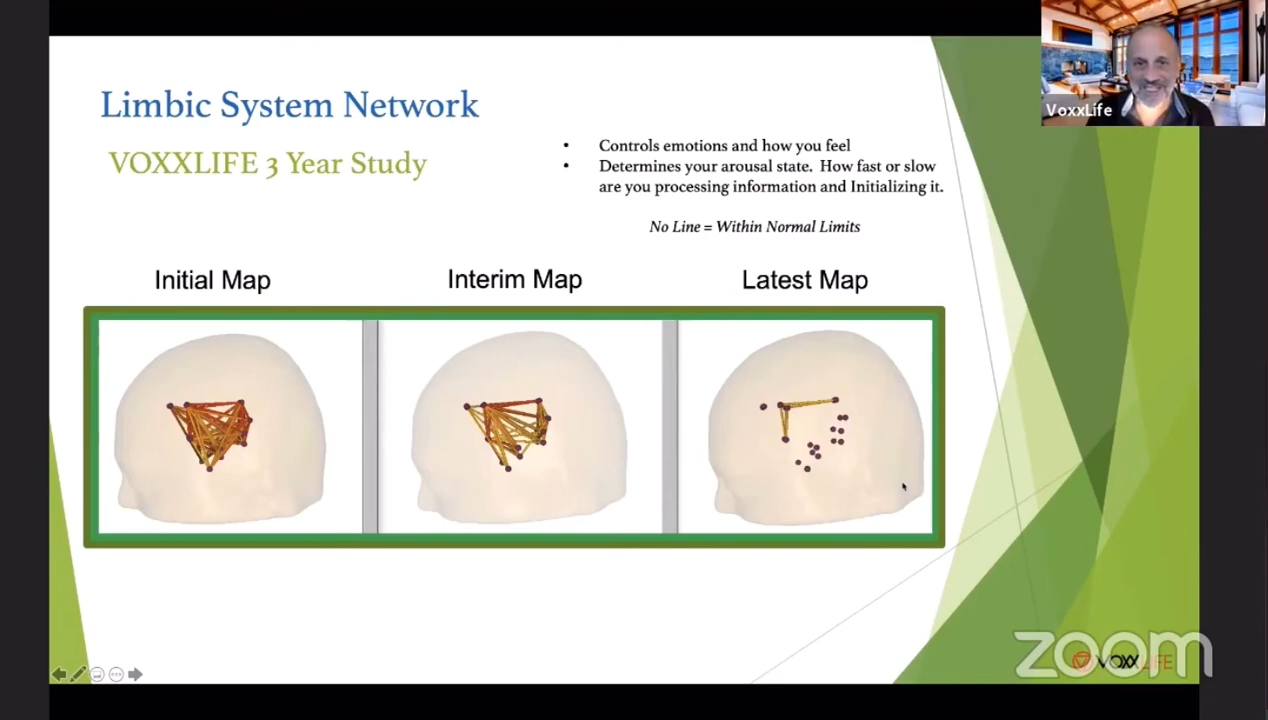 VoxxLife
Limbic System Network
VOXXLIFE 3 Year Study
• Controls emotions and how you feel
• Determines your arousal state. How fast or slow
are you processing information and Initializing it.
No Line = Within Normal Limits
Initial Map
Interim Map
Latest Map
zoom
VOXXLIFE